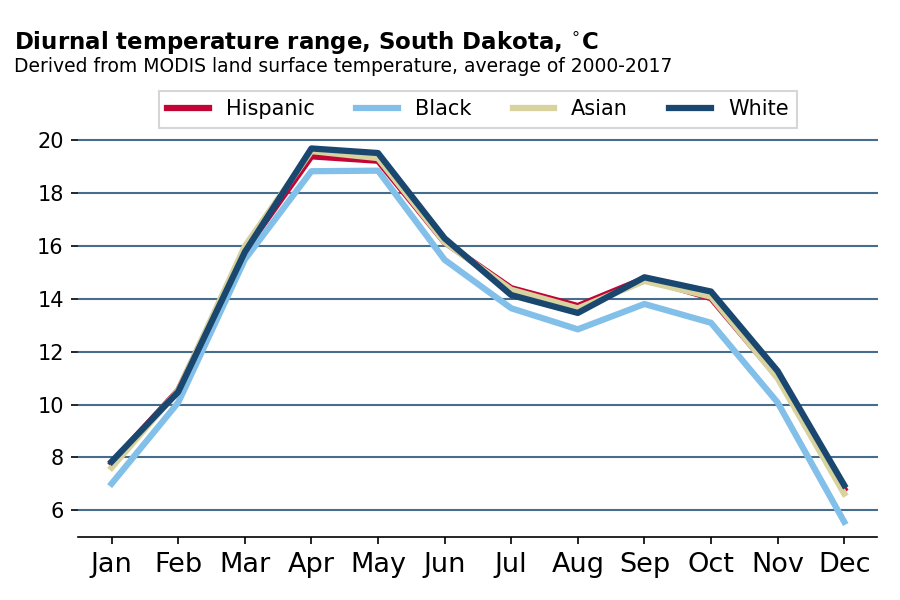 Diurnal temperature range, South Dakota, °C
Derived from MODIS land surface temperature, average of 2000-2017
Hispanic Black Asian White
20
18
16
14
12
10
8
6
Jan Feb Mar Apr May Jun Jul Aug Sep Oct Nov Dec